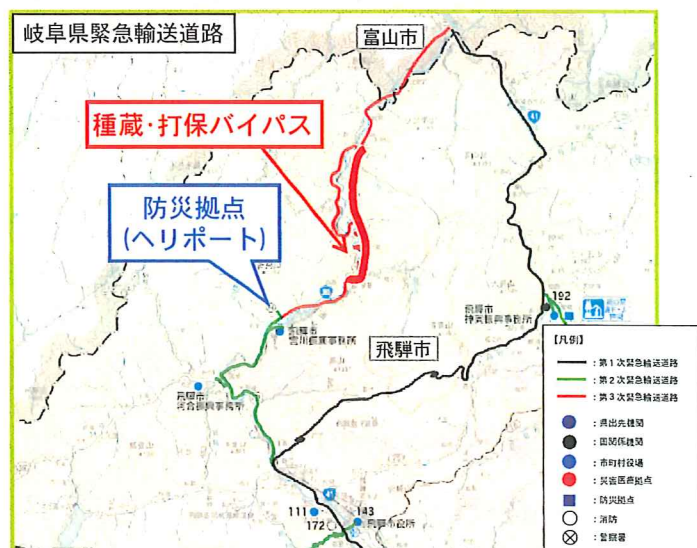 岐阜県緊急輸送道路
富山市
41
種蔵・打保バイパス
防災拠点
(ヘリポート)
360
192
飛騨市
神岡振興事務所
飛騨市
宮川振興事務所
飛騨市
飛騨市
河合振興事務所
41
111
143
172
飛騨市役所
【凡例】
：第1次緊急輸送道路
：第2次緊急輸送道路
：第3次緊急輸送道路
：県出先機関
：国関係機関
：市町村役場
：災害医療拠点
：防災拠点
：消防
：警察署